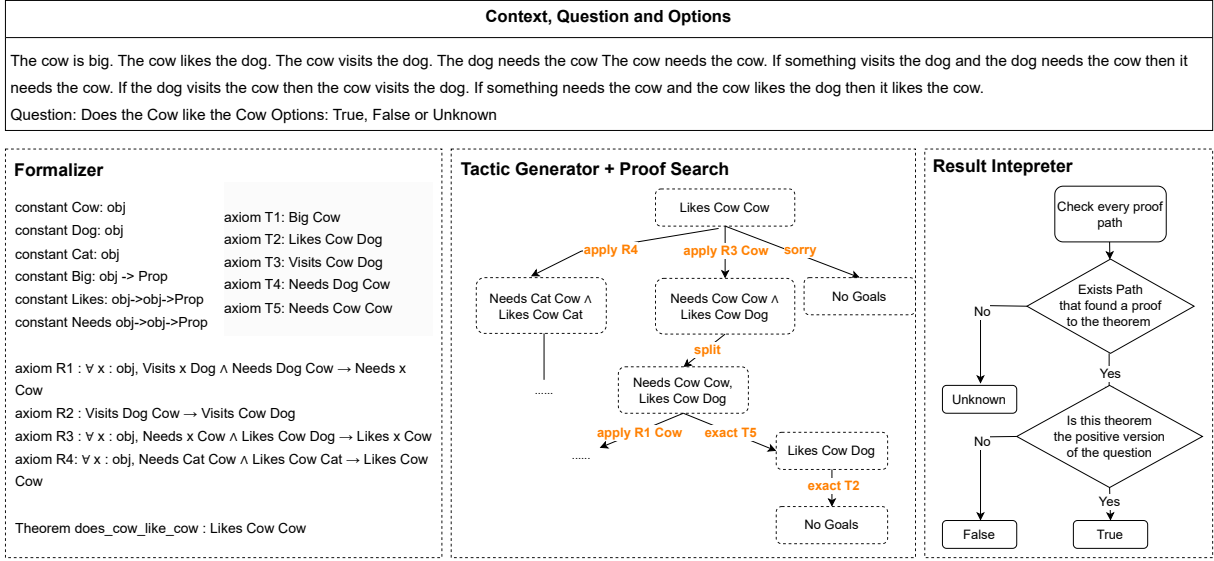 Context, Question and Options
The cow is big. The cow likes the dog. The cow visits the dog. The dog needs the cow The cow needs the cow. If something visits the dog and the dog needs the cow then it
needs the cow. If the dog visits the cow then the cow visits the dog. If something needs the cow and the cow likes the dog then it likes the cow.
Question: Does the Cow like the Cow Options: True, False or Unknown
Formalizer
constant Cow: obj
constant Dog: obj
constant Cat: obj
constant Big: obj -> Prop
constant Likes: obj->obj->Prop
constant Needs obj->obj->Prop
axiom T1: Big Cow
axiom T2: Likes Cow Dog
axiom T3: Visits Cow Dog
axiom T4: Needs Dog Cow
axiom T5: Needs Cow Cow
axiom R1 : ∀ x : obj, Visits x Dog ∧ Needs Dog Cow → Needs x
Cow
axiom R2 : Visits Dog Cow → Visits Cow Dog
axiom R3 : ∀ x : obj, Needs x Cow ∧ Likes Cow Dog → Likes x Cow
axiom R4: ∀ x : obj, Needs Cat Cow ∧ Likes Cow Cat → Likes Cow
Cow
Theorem does_cow_like_cow : Likes Cow Cow
Tactic Generator + Proof Search
Likes Cow Cow
apply R4
apply R3 Cow
sorry
Needs Cat Cow ∧
Likes Cow Cat
Needs Cow Cow ∧
Likes Cow Dog
No Goals
split
......
Needs Cow Cow,
Likes Cow Dog
apply R1 Cow
exact T5
......
Likes Cow Dog
exact T2
No Goals
Result Intepreter
Check every proof
path
Exists Path
that found a proof
to the theorem
No
Yes
Unknown
Is this theorem
the positive version
of the question
No
Yes
False
True